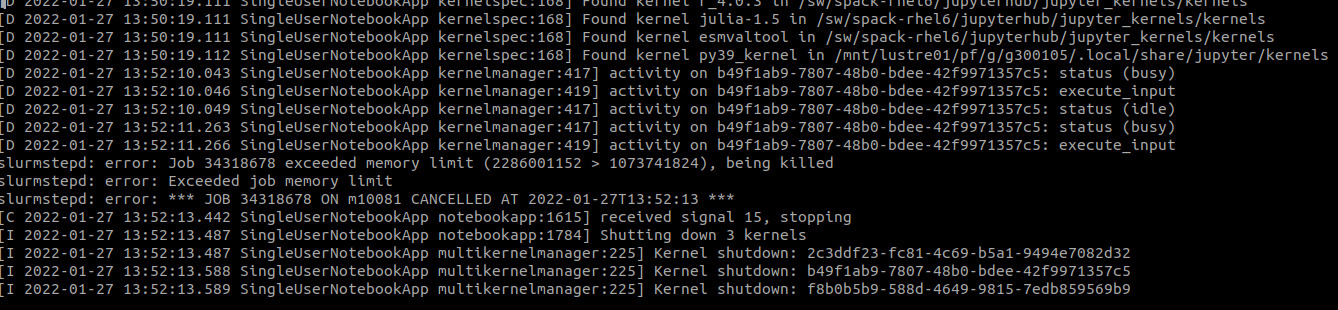 [D 2022-01-27 13:50:19.111 SingleUserNotebookApp kernelspec:168] Found kernel r_4.0.3 in /sw/spack-rhel6/jupyterhub/jupyter_kernels/kernels
[D 2022-01-27 13:50:19.111 SingleUserNotebookApp kernelspec:168] Found kernel julia-1.5 in /sw/spack-rhel6/jupyterhub/jupyter_kernels/kernels
[D 2022-01-27 13:50:19.111 SingleUserNotebookApp kernelspec:168] Found kernel esmvaltool in /sw/spack-rhel6/jupyterhub/jupyter_kernels/kernels
[D 2022-01-27 13:50:19.112 SingleUserNotebookApp kernelspec:168] Found kernel py39_kernel in /mnt/lustre01/pf/g/g300105/.local/share/jupyter/kernels
[D 2022-01-27 13:52:10.043 SingleUserNotebookApp kernelmanager:417] activity on b49f1ab9-7807-48b0-bdee-42f9971357c5: status (busy)
[D 2022-01-27 13:52:10.046 SingleUserNotebookApp kernelmanager:419] activity on b49f1ab9-7807-48b0-bdee-42f9971357c5: execute_input
[D 2022-01-27 13:52:10.049 SingleUserNotebookApp kernelmanager:417] activity on b49f1ab9-7807-48b0-bdee-42f9971357c5: status (idle)
[D 2022-01-27 13:52:11.263 SingleUserNotebookApp kernelmanager:417] activity on b49f1ab9-7807-48b0-bdee-42f9971357c5: status (busy)
[D 2022-01-27 13:52:11.266 SingleUserNotebookApp kernelmanager:419] activity on b49f1ab9-7807-48b0-bdee-42f9971357c5: execute_input
slurmstepd: error: Job 34318678 exceeded memory limit (2286001152 > 1073741824), being killed
slurmstepd: error: Exceeded job memory limit
slurmstepd: error: *** JOB 34318678 ON m10081 CANCELLED AT 2022-01-27T13:52:13 ***
[C 2022-01-27 13:52:13.442 SingleUserNotebookApp notebookapp:1615] received signal 15, stopping
[I 2022-01-27 13:52:13.487 SingleUserNotebookApp notebookapp:1784] Shutting down 3 kernels
[I 2022-01-27 13:52:13.487 SingleUserNotebookApp multikernelmanager:225] Kernel shutdown: 2c3ddf23-fc81-4c69-b5a1-9494e7082d32
[I 2022-01-27 13:52:13.588 SingleUserNotebookApp multikernelmanager:225] Kernel shutdown: b49f1ab9-7807-48b0-bdee-42f9971357c5
[I 2022-01-27 13:52:13.589 SingleUserNotebookApp multikernelmanager:225] Kernel shutdown: f8b0b5b9-588d-4649-9815-7edb859569b9